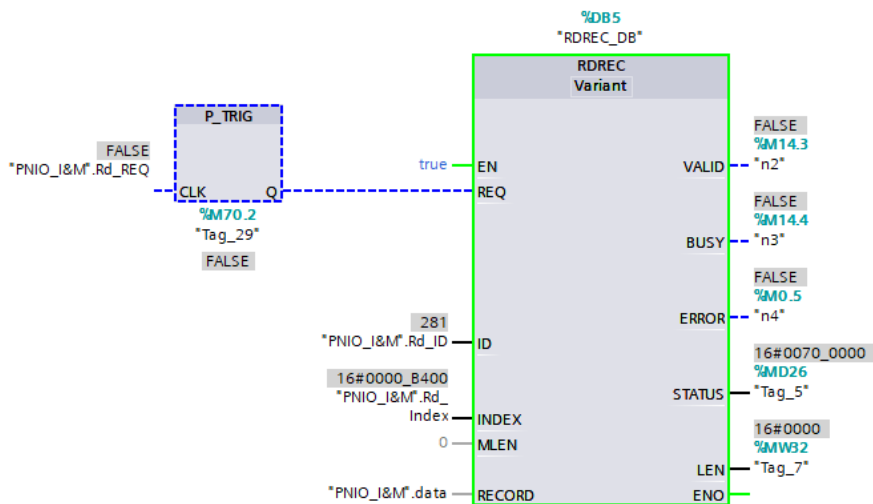 %DB5
"RDREC_DB"
RDREC
Variant
P_TRIG
FALSE
"PNIO_I&M".Rd_REQ
CLK
Q
%M70.2
"Tag_29"
FALSE
true
EN
REQ
281
"PNIO_I&M".Rd_ID
ID
16#0000_B400
"PNIO_I&M".Rd_
Index
INDEX
0
MLEN
"PNIO_I&M".data
RECORD
FALSE
%M14.3
VALID
"n2"
FALSE
%M14.4
BUSY
"n3"
FALSE
%M0.5
ERROR
"n4"
16#0070_0000
%MD26
STATUS
"Tag_5"
16#0000
%MW32
LEN
"Tag_7"
ENO